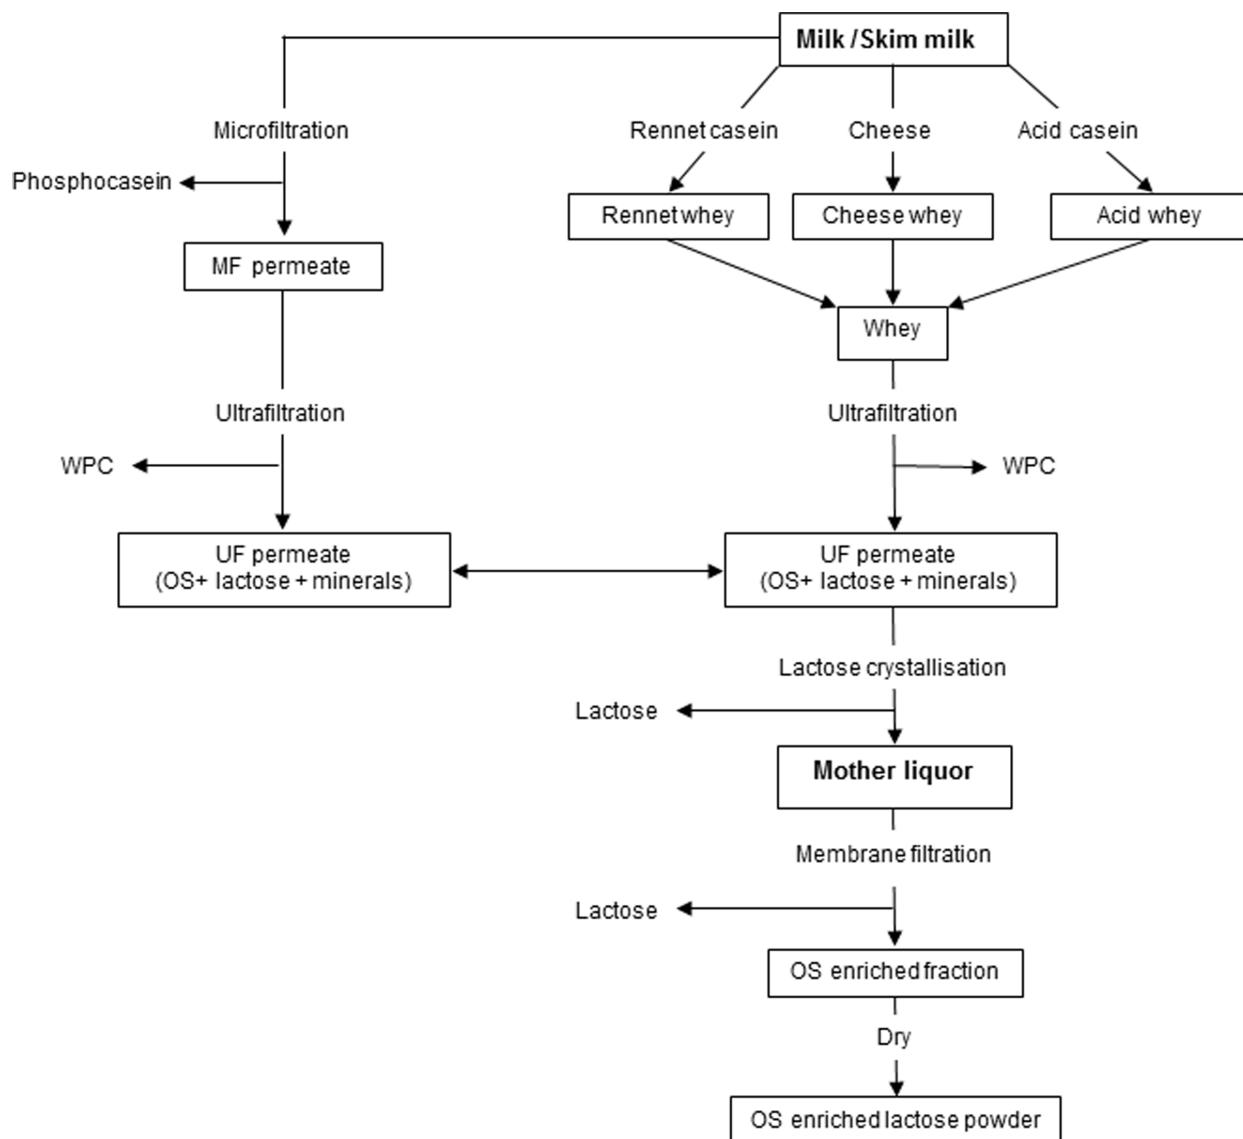 Milk / Skim milk
Microfiltration
Rennet casein
Cheese
Acid casein
Phosphocasein
Rennet whey
Cheese whey
Acid whey
MF permeate
Whey
Ultrafiltration
Ultrafiltration
WPC
WPC
UF permeate
(OS+ lactose + minerals)
UF permeate
(OS+ lactose + minerals)
Lactose crystallisation
Lactose
Mother liquor
Membrane filtration
Lactose
OS enriched fraction
Dry
OS enriched lactose powder